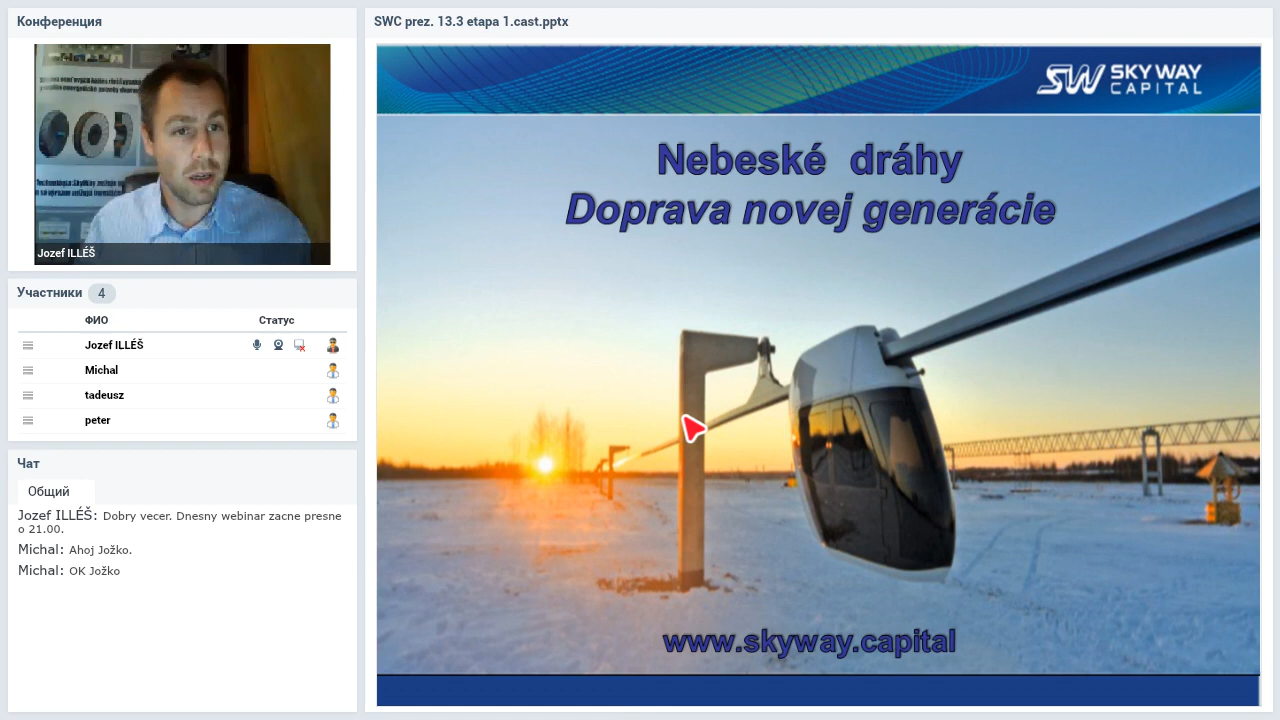 Конференция
Jozef ILLÉŠ
Участники 4
ФИО Статус
Jozef ILLÉŠ
Michal
tadeusz
peter
Чат
Общий
Jozef ILLÉŠ: Dobry vecer. Dnesny webinar zacne presne
o 21.00.
Michal: Ahoj Jožko.
Michal: OK Jožko
SWC prez. 13.3 etapa 1.cast.pptx
SW SKY WAY
CAPITAL
Nebeské dráhy
Doprava novej generácie
www.skyway.capital